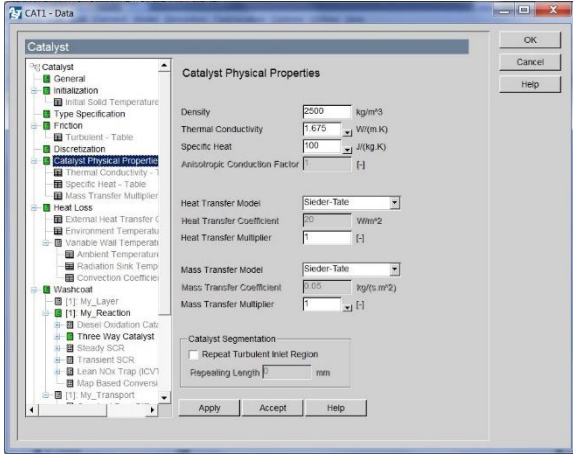 CAT1 - Data
Catalyst
OK
Cancel
Help
Catalyst
General
Initialization
Initial Solid Temperature
Type Specification
Friction
Turbulent - Table
Discretization
Catalyst Physical Propertie
Thermal Conductivity - T
Specific Heat - Table
Mass Transfer Multiplier
Heat Loss
External Heat Transfer C
Environment Temperatu
Variable Wall Temperati
Ambient Temperature
Radiation Sink Temp
Convection Coefficie
Washcoat
[1]: My_Layer
[1]: My_Reaction
Diesel Oxidation Cata
Three Way Catalyst
Steady SCR
Transient SCR
Lean NOx Trap (ICVT
Map Based Conversi
[1]: My_Transport
Catalyst Physical Properties
Density 2500 kg/m^3
Thermal Conductivity 1.675 W/(m.K)
Specific Heat 100 J/(kg.K)
Anisotropic Conduction Factor 1 [-]
Heat Transfer Model Sieder-Tate
Heat Transfer Coefficient 20 W/m^2
Heat Transfer Multiplier 1 [-]
Mass Transfer Model Sieder-Tate
Mass Transfer Coefficient 0.05 kg/(s.m^2)
Mass Transfer Multiplier 1 [-]
Catalyst Segmentation
Repeat Turbulent Inlet Region
Repeating Length 0 mm
Apply Accept Help